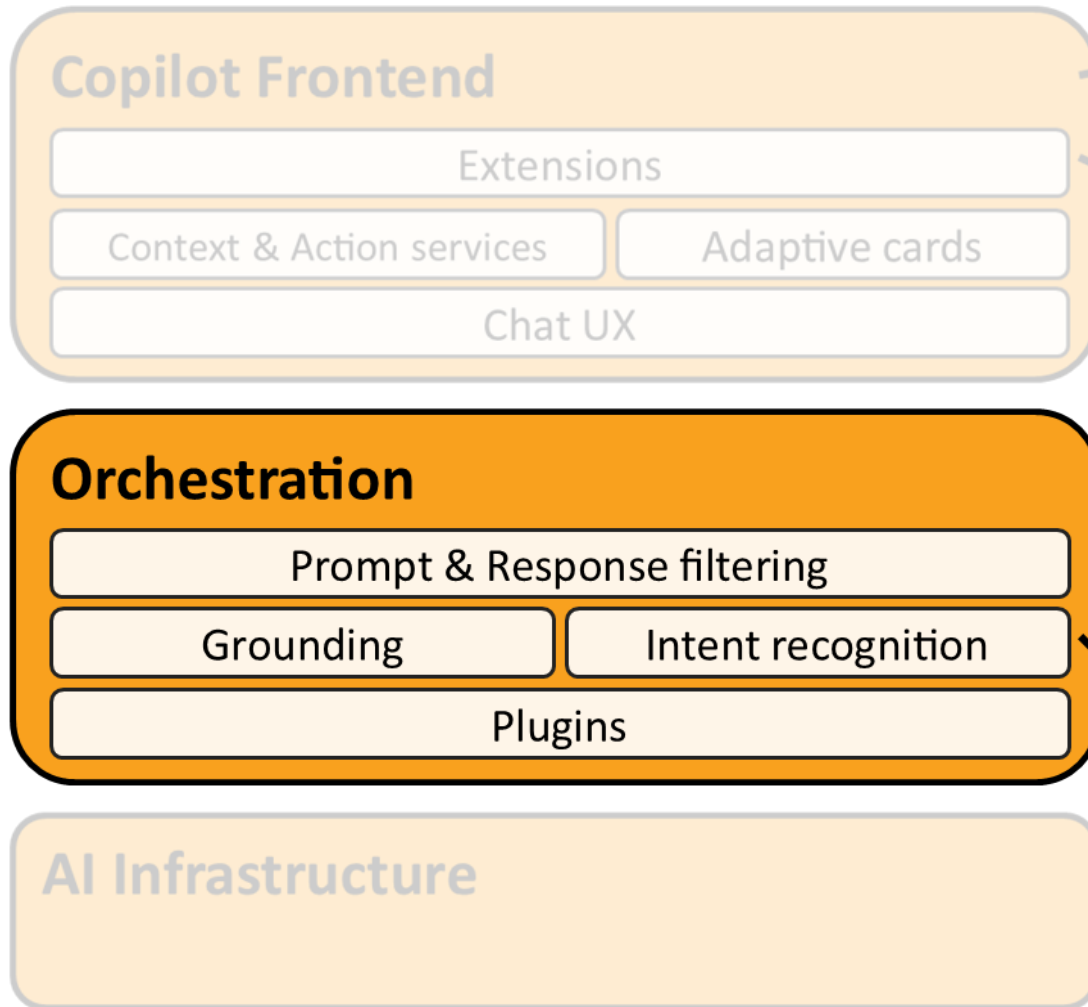 Copilot Frontend
Extensions
Context & Action services
Adaptive cards
Chat UX
Orchestration
Prompt & Response filtering
Grounding
Intent recognition
Plugins
AI Infrastructure